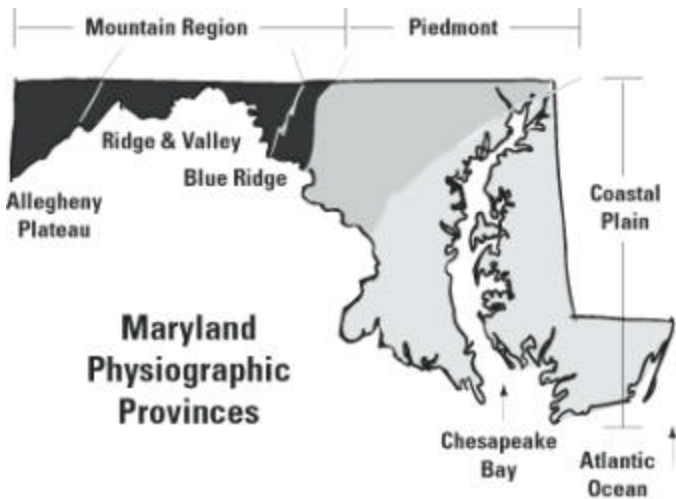 Mountain Region
Piedmont
Ridge & Valley
Blue Ridge
Allegheny
Plateau
Coastal
Plain
Maryland
Physiographic
Provinces
Chesapeake
Bay
Atlantic
Ocean